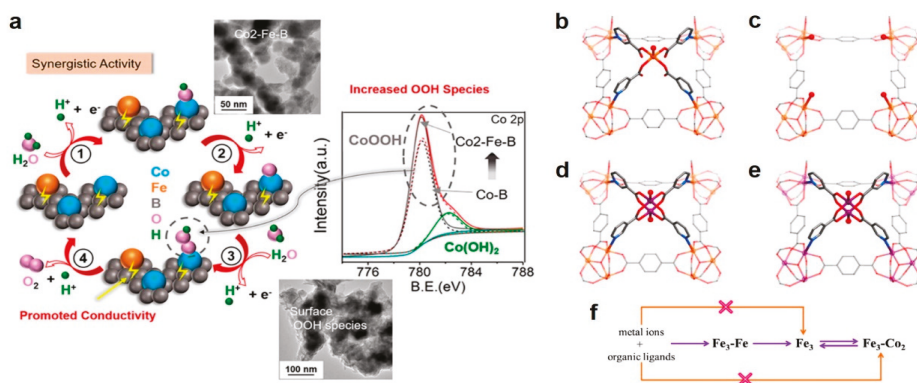 a
Synergistic Activity
Co2-Fe-B
50 nm
H⁺ + e⁻
H₂O
①
H⁺ + e⁻
②
Co
Fe
B
O
H
④
O₂ + H⁺
③
H₂O
H⁺ + e⁻
Promoted Conductivity
Surface
OOH species
100 nm
Increased OOH Species
Co 2p
CoOOH
Co2-Fe-B
Co-B
Co(OH)₂
Intensity(a.u.)
776 780 784 788
B.E.(eV)
b
c
d
e
f
metal ions
+
organic ligands
Fe₃-Fe
Fe₃
Fe₃-Co₂